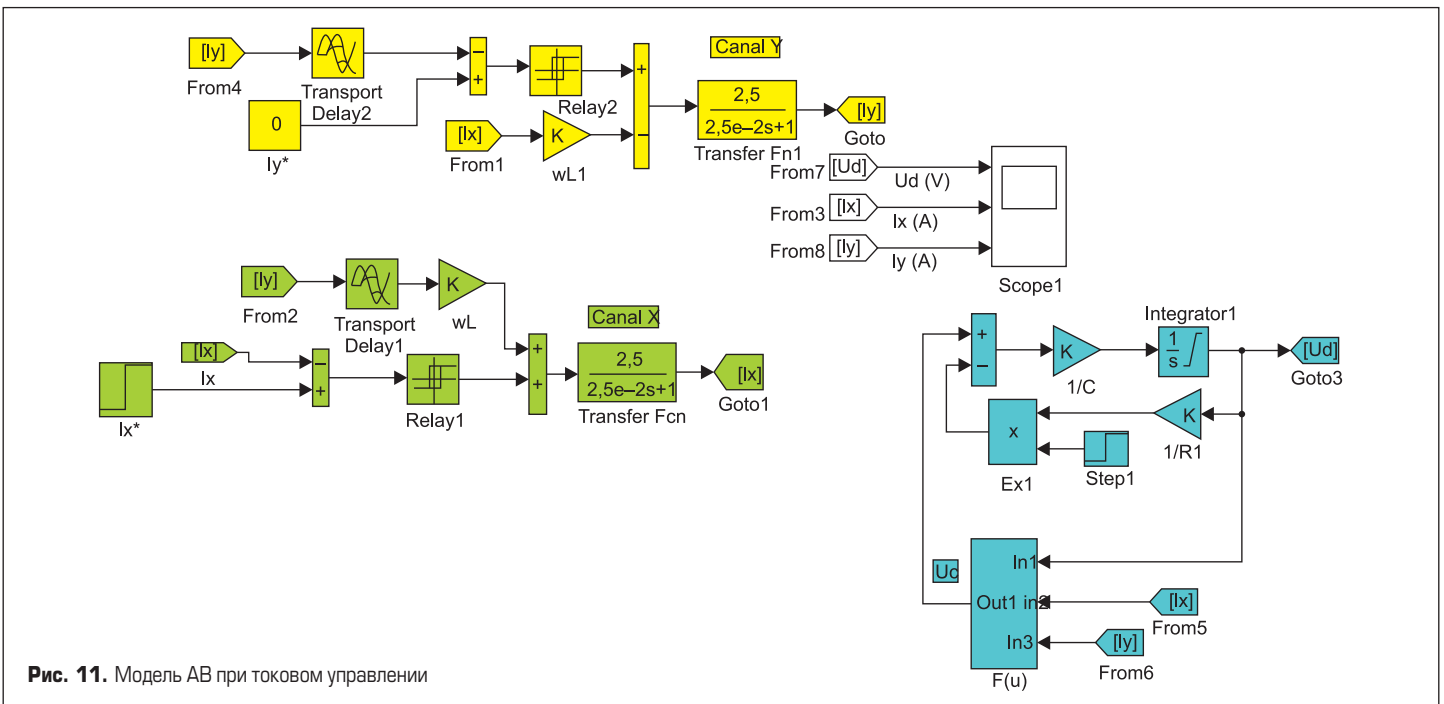 [Iy]
From4
Transport
Delay2
0
Iy*
−
+
Relay2
[Ix]
From1
K
wL1
+
−
Canal Y
2,5
2,5e–2s+1
Transfer Fn1
[Iy]
Goto
From7
[Ud]
Ud (V)
From3
[Ix]
Ix (A)
From8
[Iy]
Iy (A)
Scope1
[Iy]
From2
Transport
Delay1
K
wL
[Ix]
Ix
Ix*
−
+
Relay1
+
+
Canal X
2,5
2,5e–2s+1
Transfer Fcn
[Ix]
Goto1
+
−
K
1/C
Integrator1
1
s
[Ud]
Goto3
x
Ex1
K
1/R1
Step1
Uc
In1
Out1 in2
In3
F(u)
[Ix]
From5
[Iy]
From6
Рис. 11. Модель АВ при токовом управлении